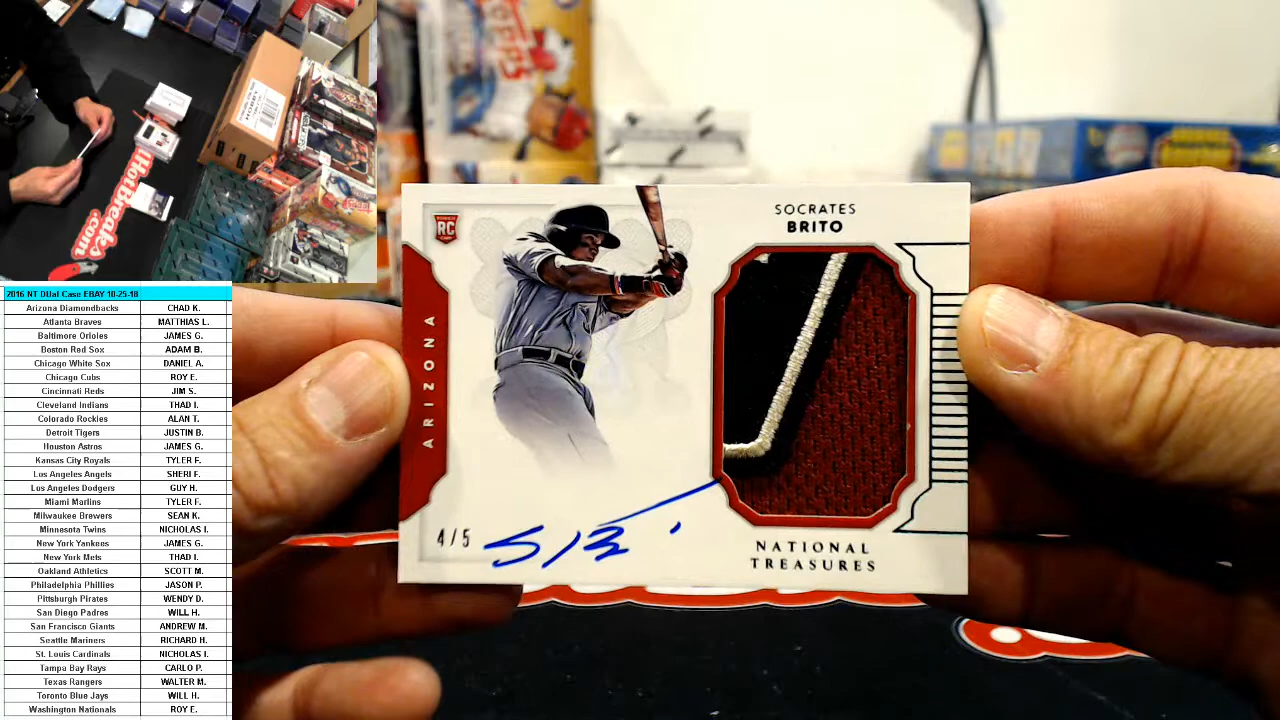 2016 NT DUal Case EBAY 10-25-18
Arizona Diamondbacks CHAD K.
Atlanta Braves MATTHIAS L.
Baltimore Orioles JAMES G.
Boston Red Sox ADAM B.
Chicago White Sox DANIEL A.
Chicago Cubs ROY E.
Cincinnati Reds JIM S.
Cleveland Indians THAD I.
Colorado Rockies ALAN T.
Detroit Tigers JUSTIN B.
Houston Astros JAMES G.
Kansas City Royals TYLER F.
Los Angeles Angels SHERI F.
Los Angeles Dodgers GUY H.
Miami Marlins TYLER F.
Milwaukee Brewers SEAN K.
Minnesota Twins NICHOLAS I.
New York Yankees JAMES G.
New York Mets THAD I.
Oakland Athletics SCOTT M.
Philadelphia Phillies JASON P.
Pittsburgh Pirates WENDY D.
San Diego Padres WILL H.
San Francisco Giants ANDREW M.
Seattle Mariners RICHARD H.
St. Louis Cardinals NICHOLAS I.
Tampa Bay Rays CARLO P.
Texas Rangers WALTER M.
Toronto Blue Jays WILL H.
Washington Nationals ROY E.
HotBreaks
.com
TOPPS
RC
ARIZONA
SOCRATES
BRITO
4/5
NATIONAL
TREASURES